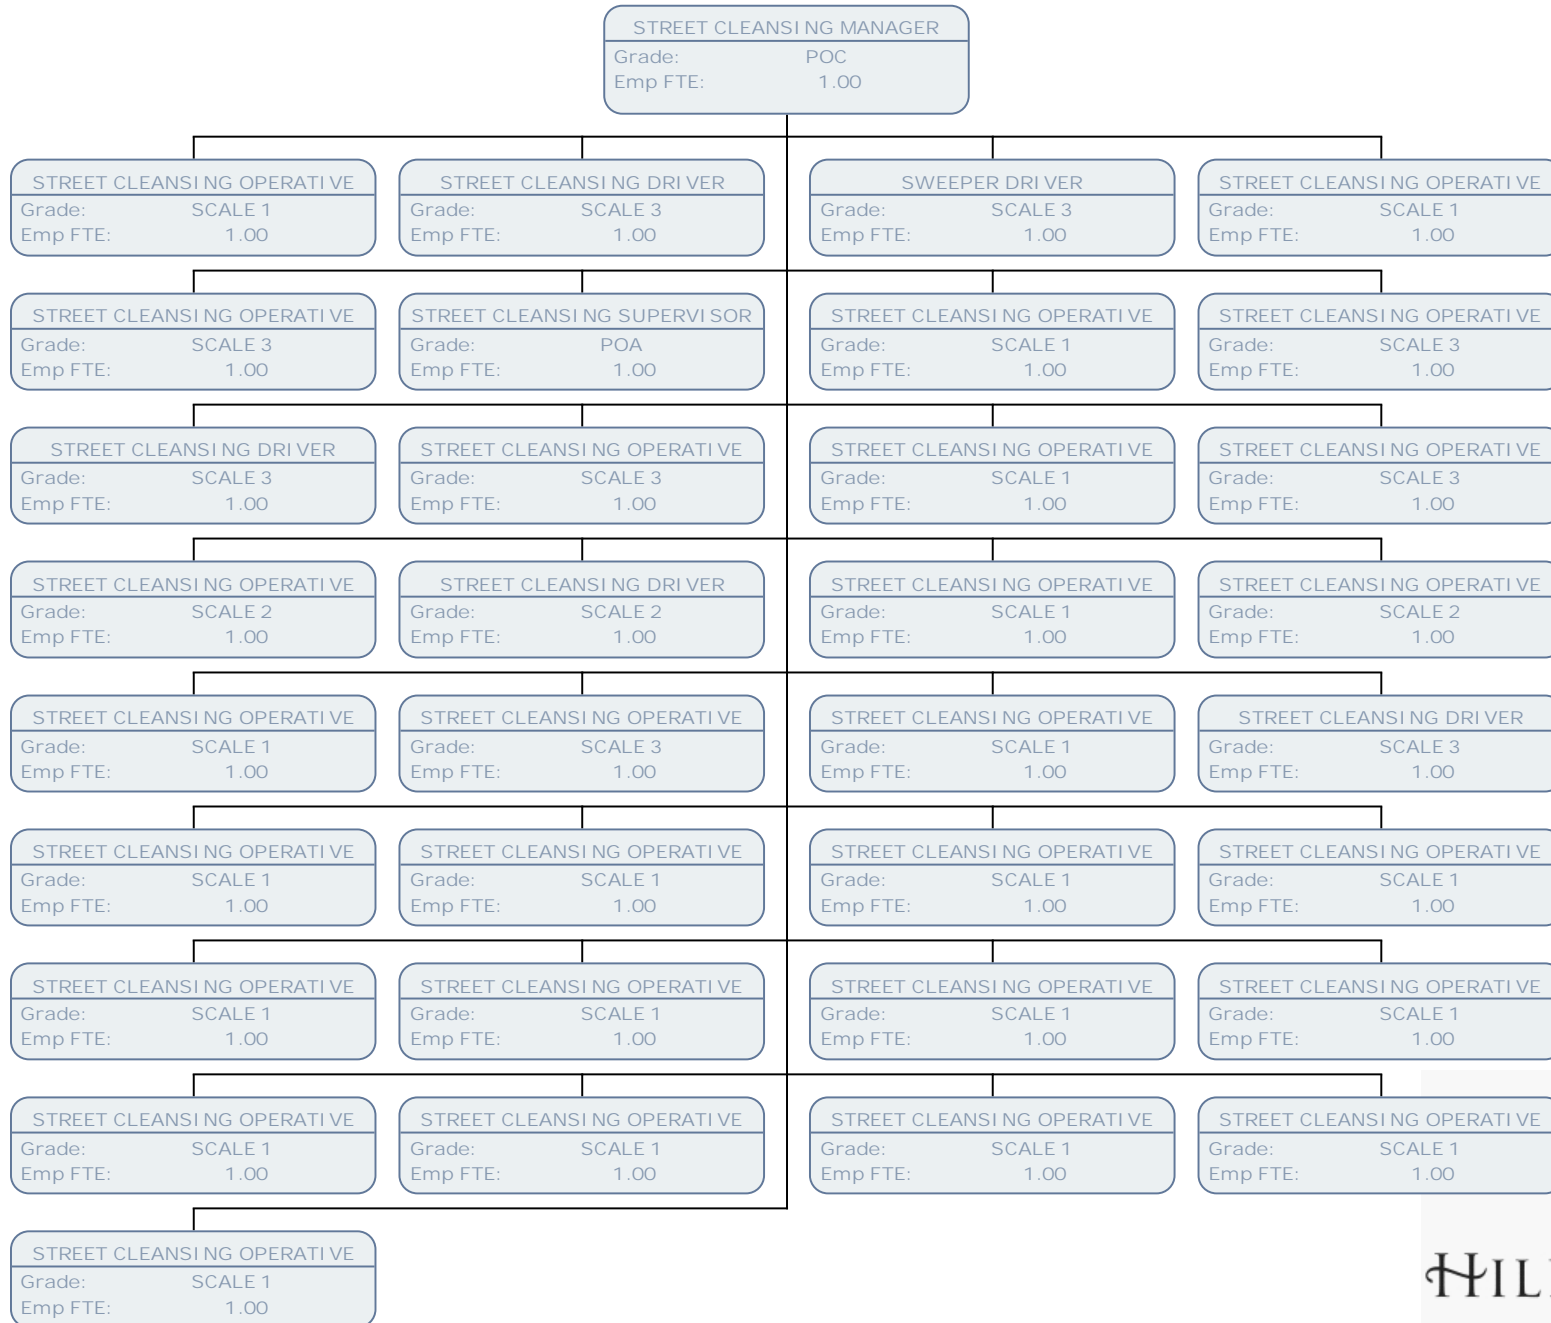 STREET CLEANSING MANAGER
Grade: POC
Emp FTE: 1.00
STREET CLEANSING OPERATIVE STREET CLEANSING DRIVER SWEEPER DRIVER STREET CLEANSING OPERATIVE
Grade: SCALE 1 Grade: SCALE 3 Grade: SCALE 3 Grade: SCALE 1
Emp FTE: 1.00 Emp FTE: 1.00 Emp FTE: 1.00 Emp FTE: 1.00
STREET CLEANSING OPERATIVE STREET CLEANSING SUPERVISOR STREET CLEANSING OPERATIVE STREET CLEANSING OPERATIVE
Grade: SCALE 3 Grade: POA Grade: SCALE 1 Grade: SCALE 3
Emp FTE: 1.00 Emp FTE: 1.00 Emp FTE: 1.00 Emp FTE: 1.00
STREET CLEANSING DRIVER STREET CLEANSING OPERATIVE STREET CLEANSING OPERATIVE STREET CLEANSING OPERATIVE
Grade: SCALE 3 Grade: SCALE 3 Grade: SCALE 1 Grade: SCALE 3
Emp FTE: 1.00 Emp FTE: 1.00 Emp FTE: 1.00 Emp FTE: 1.00
STREET CLEANSING OPERATIVE STREET CLEANSING DRIVER STREET CLEANSING OPERATIVE STREET CLEANSING OPERATIVE
Grade: SCALE 2 Grade: SCALE 2 Grade: SCALE 1 Grade: SCALE 2
Emp FTE: 1.00 Emp FTE: 1.00 Emp FTE: 1.00 Emp FTE: 1.00
STREET CLEANSING OPERATIVE STREET CLEANSING OPERATIVE STREET CLEANSING OPERATIVE STREET CLEANSING DRIVER
Grade: SCALE 1 Grade: SCALE 3 Grade: SCALE 1 Grade: SCALE 3
Emp FTE: 1.00 Emp FTE: 1.00 Emp FTE: 1.00 Emp FTE: 1.00
STREET CLEANSING OPERATIVE STREET CLEANSING OPERATIVE STREET CLEANSING OPERATIVE STREET CLEANSING OPERATIVE
Grade: SCALE 1 Grade: SCALE 1 Grade: SCALE 1 Grade: SCALE 1
Emp FTE: 1.00 Emp FTE: 1.00 Emp FTE: 1.00 Emp FTE: 1.00
STREET CLEANSING OPERATIVE STREET CLEANSING OPERATIVE STREET CLEANSING OPERATIVE STREET CLEANSING OPERATIVE
Grade: SCALE 1 Grade: SCALE 1 Grade: SCALE 1 Grade: SCALE 1
Emp FTE: 1.00 Emp FTE: 1.00 Emp FTE: 1.00 Emp FTE: 1.00
STREET CLEANSING OPERATIVE STREET CLEANSING OPERATIVE STREET CLEANSING OPERATIVE STREET CLEANSING OPERATIVE
Grade: SCALE 1 Grade: SCALE 1 Grade: SCALE 1 Grade: SCALE 1
Emp FTE: 1.00 Emp FTE: 1.00 Emp FTE: 1.00 Emp FTE: 1.00
STREET CLEANSING OPERATIVE
Grade: SCALE 1
Emp FTE: 1.00